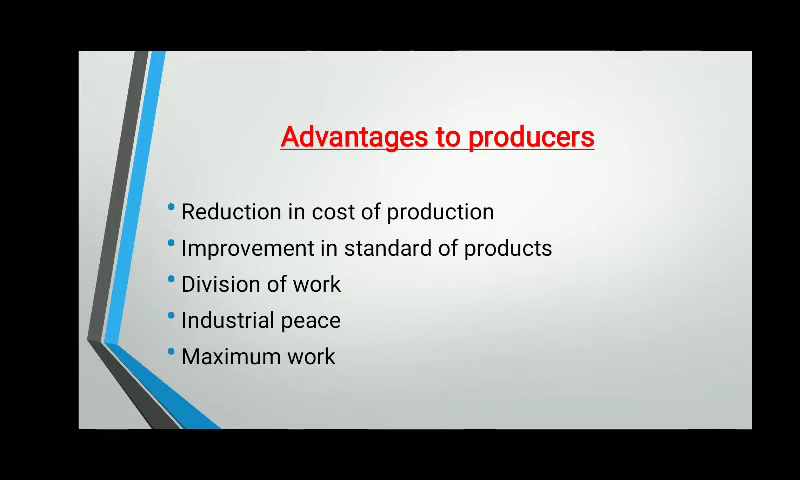 Advantages to producers
• Reduction in cost of production
• Improvement in standard of products
• Division of work
• Industrial peace
• Maximum work